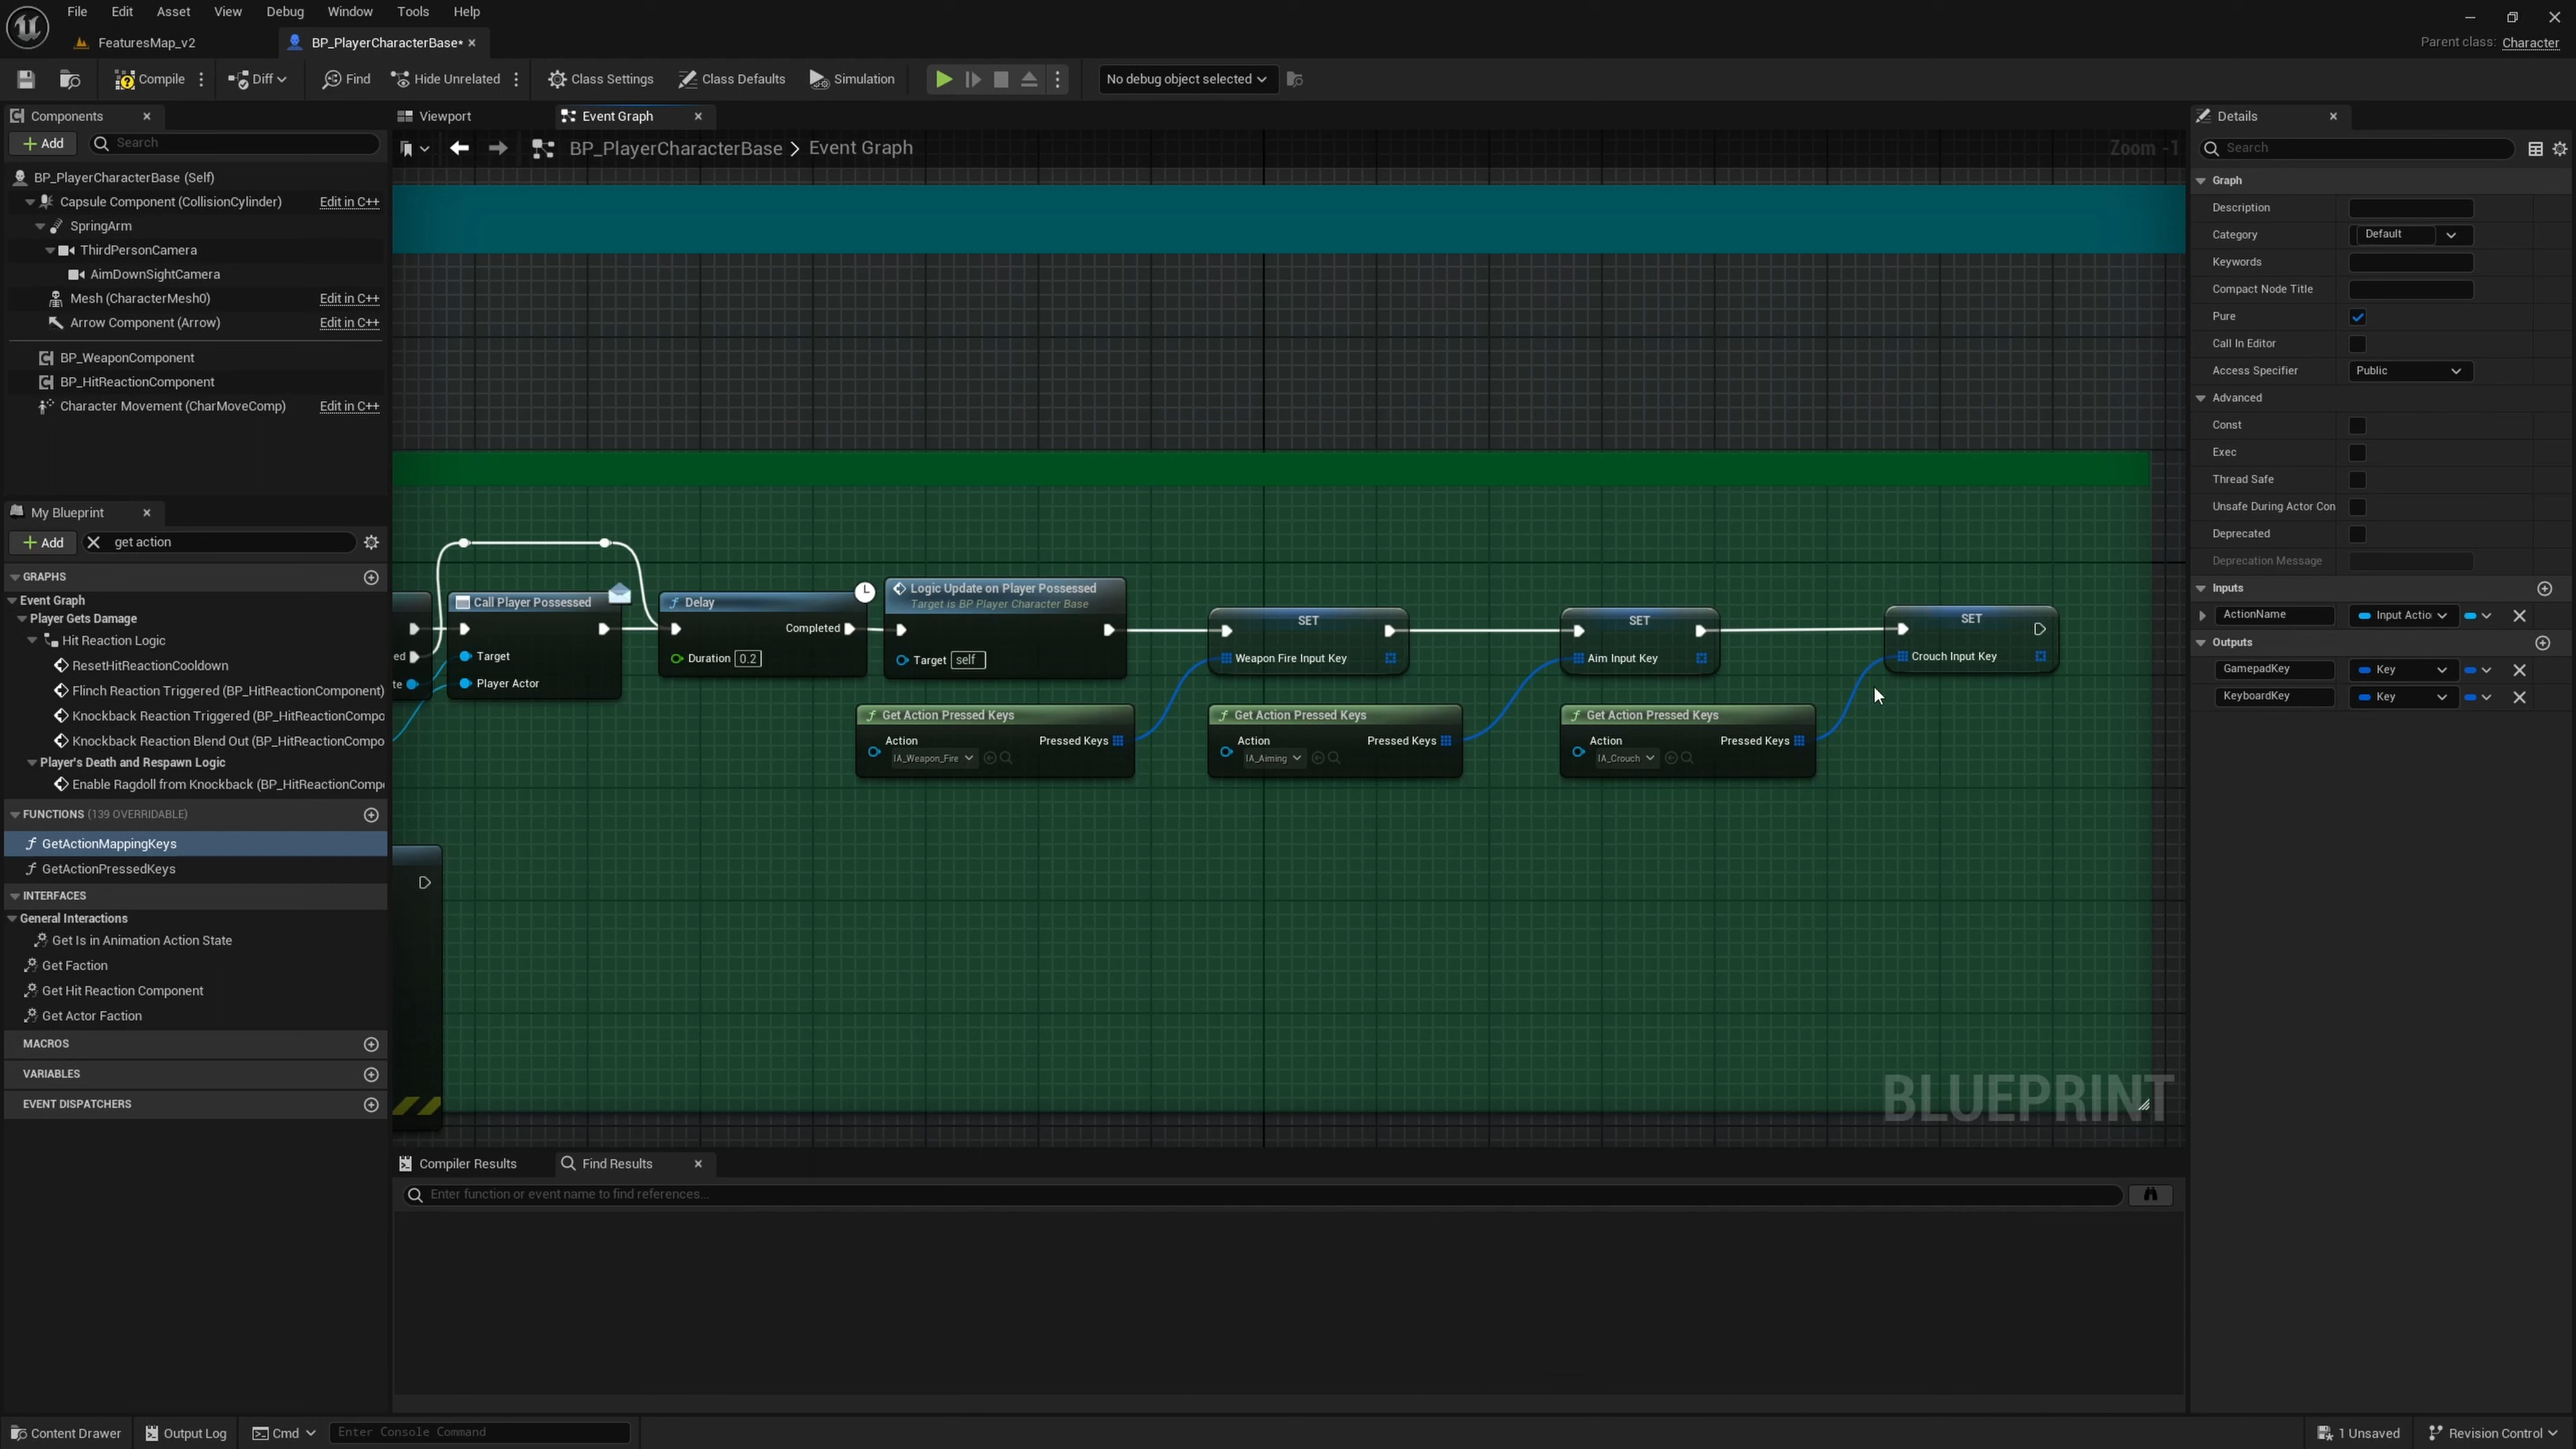 File Edit Asset View Debug Window Tools Help
FeaturesMap_v2
BP_PlayerCharacterBase*
Parent class: Character
Compile
Diff
Find
Hide Unrelated
Class Settings
Class Defaults
Simulation
No debug object selected
Components
Add
Search
BP_PlayerCharacterBase (Self)
Capsule Component (CollisionCylinder) Edit in C++
SpringArm
ThirdPersonCamera
AimDownSightCamera
Mesh (CharacterMesh0) Edit in C++
Arrow Component (Arrow) Edit in C++
BP_WeaponComponent
BP_HitReactionComponent
Character Movement (CharMoveComp) Edit in C++
My Blueprint
Add
get action
GRAPHS
Event Graph
Player Gets Damage
Hit Reaction Logic
ResetHitReactionCooldown
Flinch Reaction Triggered (BP_HitReactionComponent)
Knockback Reaction Triggered (BP_HitReactionCompo
Knockback Reaction Blend Out (BP_HitReactionCompo
Player's Death and Respawn Logic
Enable Ragdoll from Knockback (BP_HitReactionCompo
FUNCTIONS (139 OVERRIDABLE)
GetActionMappingKeys
GetActionPressedKeys
INTERFACES
General Interactions
Get Is in Animation Action State
Get Faction
Get Hit Reaction Component
Get Actor Faction
MACROS
VARIABLES
EVENT DISPATCHERS
Viewport
Event Graph
BP_PlayerCharacterBase > Event Graph
Zoom -1
ed
te
Call Player Possessed
Target
Player Actor
Delay
Completed
Duration 0.2
Logic Update on Player Possessed
Target is BP Player Character Base
Target self
SET
Weapon Fire Input Key
SET
Aim Input Key
SET
Crouch Input Key
Get Action Pressed Keys
Action
Pressed Keys
IA_Weapon_Fire
Get Action Pressed Keys
Action
Pressed Keys
IA_Aiming
Get Action Pressed Keys
Action
Pressed Keys
IA_Crouch
BLUEPRINT
Compiler Results
Find Results
Enter function or event name to find references...
Details
Search
Graph
Description
Category Default
Keywords
Compact Node Title
Pure
Call In Editor
Access Specifier Public
Advanced
Const
Exec
Thread Safe
Unsafe During Actor Con
Deprecated
Deprecation Message
Inputs
ActionName Input Actio
Outputs
GamepadKey Key
KeyboardKey Key
Content Drawer
Output Log
Cmd
Enter Console Command
1 Unsaved
Revision Control